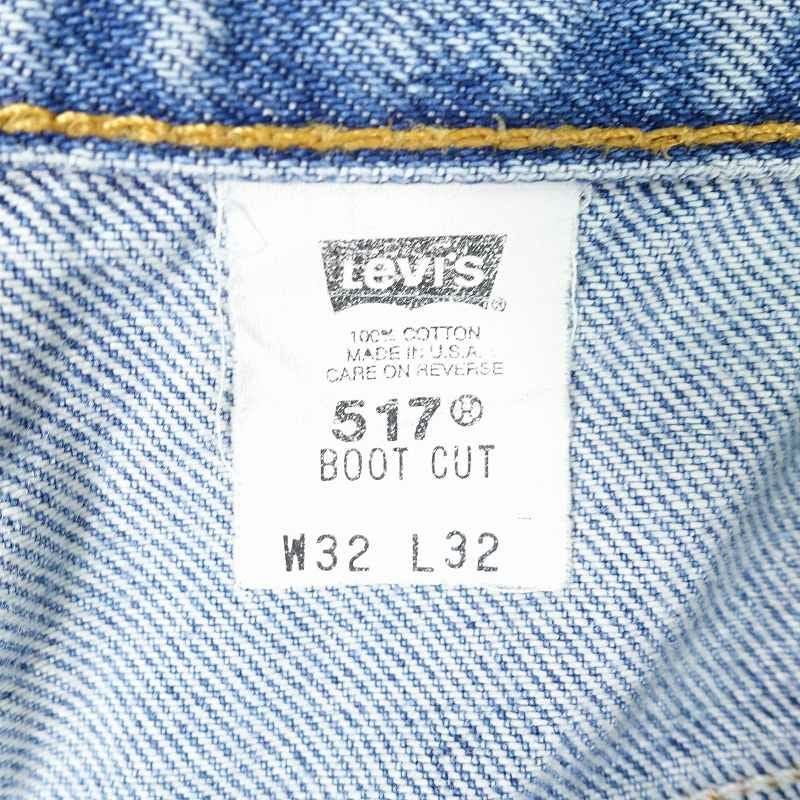 Levi's ®
100% COTTON
MADE IN U.S.A.
CARE ON REVERSE
517 ®
BOOT CUT
W32 L32